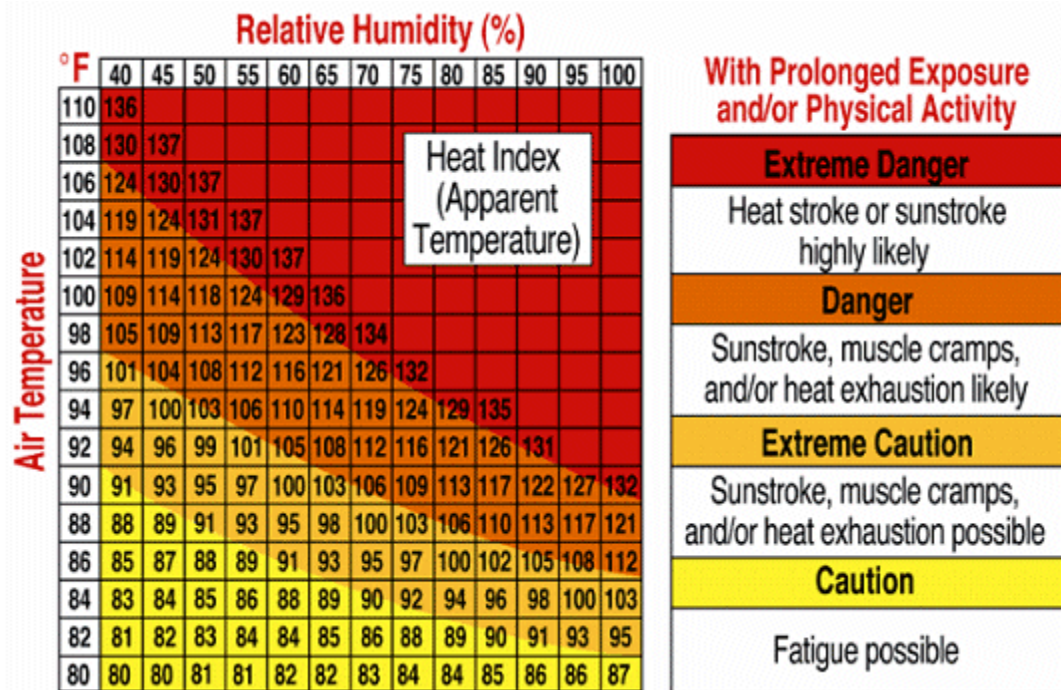 Relative Humidity (%)
°F 40 45 50 55 60 65 70 75 80 85 90 95 100
110 136
108 130 137
106 124 130 137
104 119 124 131 137
102 114 119 124 130 137
100 109 114 118 124 129 136
98 105 109 113 117 123 128 134
96 101 104 108 112 116 121 126 132
94 97 100 103 106 110 114 119 124 129 135
92 94 96 99 101 105 108 112 116 121 126 131
90 91 93 95 97 100 103 106 109 113 117 122 127 132
88 88 89 91 93 95 98 100 103 106 110 113 117 121
86 85 87 88 89 91 93 95 97 100 102 105 108 112
84 83 84 85 86 88 89 90 92 94 96 98 100 103
82 81 82 83 84 84 85 86 88 89 90 91 93 95
80 80 80 81 81 82 82 83 84 84 85 86 86 87
Air Temperature
Heat Index
(Apparent
Temperature)
With Prolonged Exposure
and/or Physical Activity
Extreme Danger
Heat stroke or sunstroke
highly likely
Danger
Sunstroke, muscle cramps,
and/or heat exhaustion likely
Extreme Caution
Sunstroke, muscle cramps,
and/or heat exhaustion possible
Caution
Fatigue possible